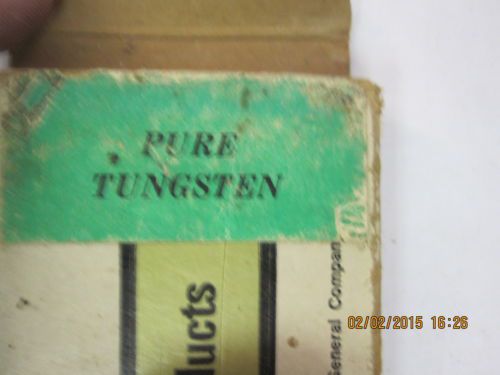 PURE
TUNGSTEN
ducts
General Compan
02/02/2015 16:26